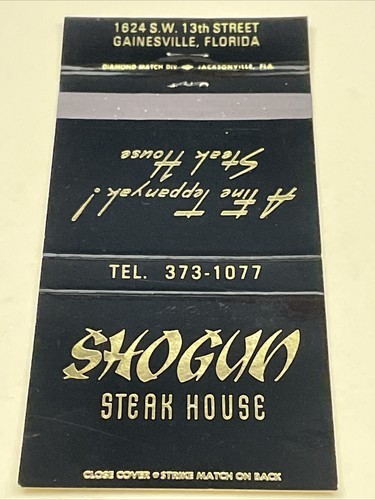 1624 S.W. 13th STREET
GAINESVILLE, FLORIDA
DIAMOND MATCH DIV. JACKSONVILLE, FLA.
A Fine Teppanyaki
Steak House
TEL. 373-1077
SHOGUN
STEAK HOUSE
CLOSE COVER STRIKE MATCH ON BACK